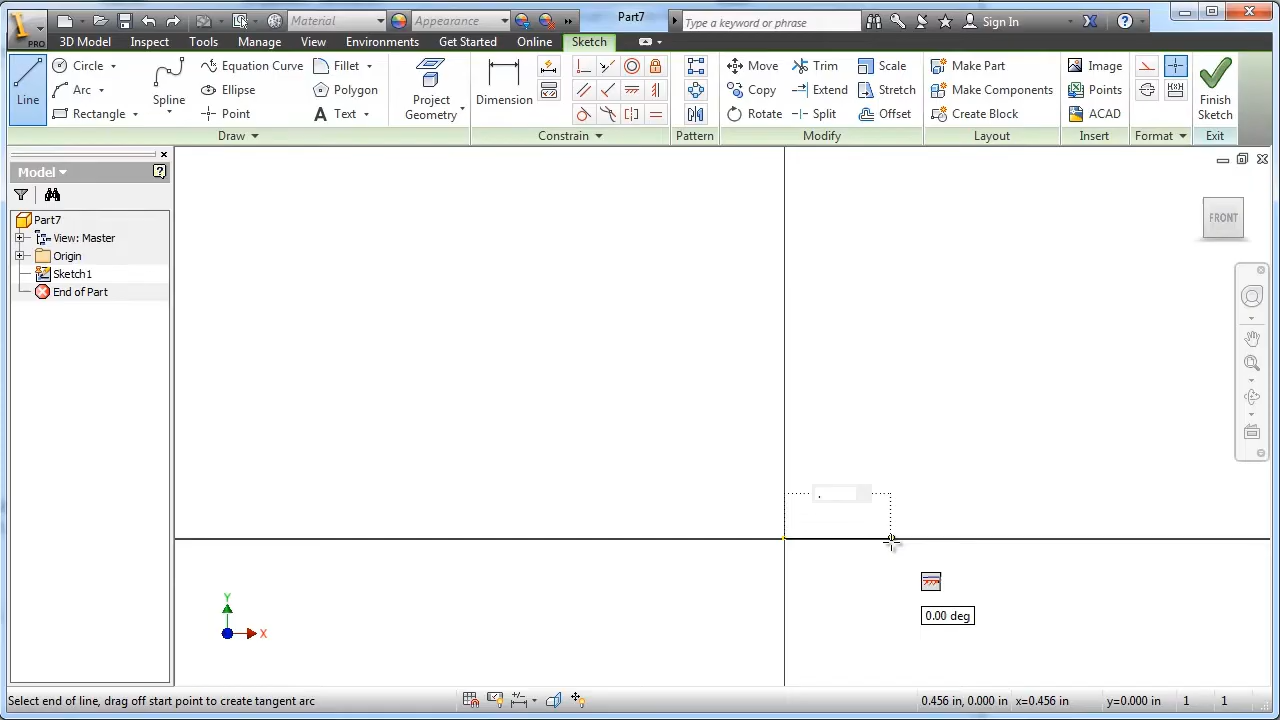 PRO
Material
Appearance
Part7
Type a keyword or phrase
Sign In
3D Model
Inspect
Tools
Manage
View
Environments
Get Started
Online
Sketch
Line
Circle
Arc
Rectangle
Spline
Equation Curve
Ellipse
Point
Fillet
Polygon
A Text
Draw
Project
Geometry
Dimension
Constrain
Pattern
Move
Copy
Rotate
Trim
Extend
Split
Scale
Stretch
Offset
Modify
Make Part
Make Components
Create Block
Layout
Image
Points
ACAD
Insert
Format
Finish
Sketch
Exit
Model
Part7
View: Master
Origin
Sketch1
End of Part
FRONT
.
0.00 deg
Y
X
Select end of line, drag off start point to create tangent arc
0.456 in, 0.000 in x=0.456 in y=0.000 in 1 1